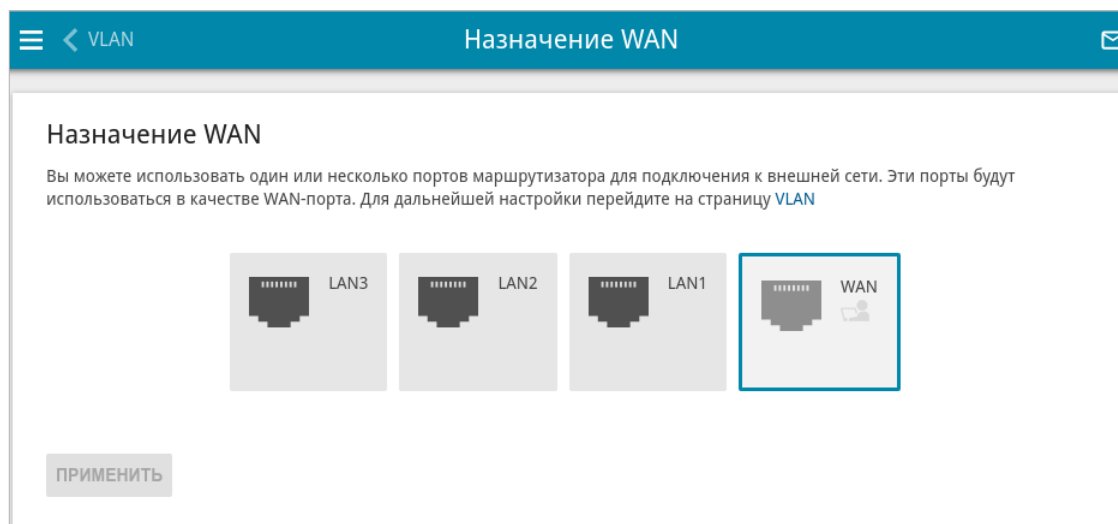 VLAN
Назначение WAN
Назначение WAN
Вы можете использовать один или несколько портов маршрутизатора для подключения к внешней сети. Эти порты будут
использоваться в качестве WAN-порта. Для дальнейшей настройки перейдите на страницу VLAN
LAN3
LAN2
LAN1
WAN
ПРИМЕНИТЬ